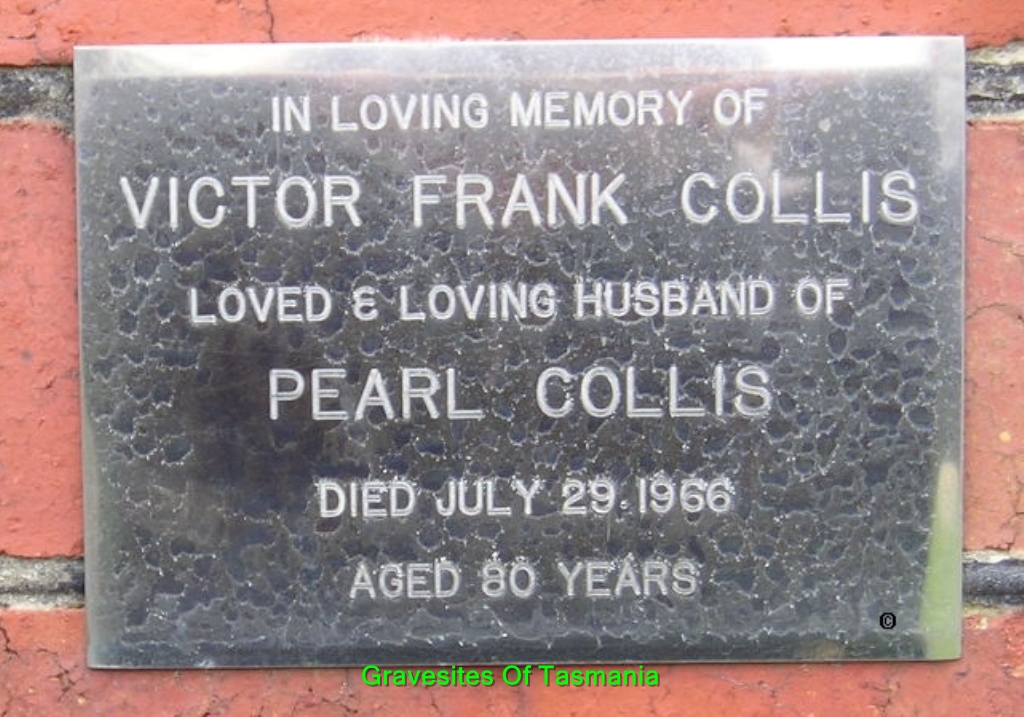 IN LOVING MEMORY OF
VICTOR FRANK COLLIS
LOVED & LOVING HUSBAND OF
PEARL COLLIS
DIED JULY 29.1966
AGED 80 YEARS
©
Gravesites Of Tasmania